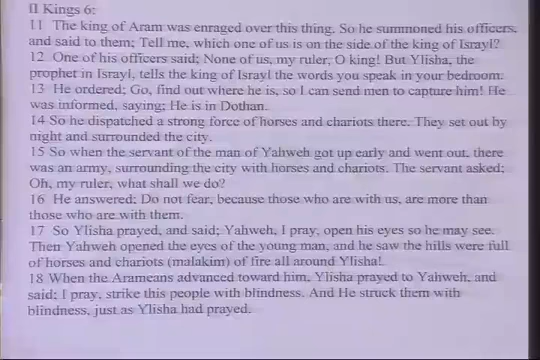 II Kings 6:
11 The king of Aram was enraged over this thing. So he summoned his officers,
and said to them; Tell me, which one of us is on the side of the king of Israyl?
12 One of his officers said; None of us, my ruler, O king! But Ylisha, the
prophet in Israyl, tells the king of Israyl the words you speak in your bedroom.
13 He ordered; Go, find out where he is, so I can send men to capture him! He
was informed, saying; He is in Dothan.
14 So he dispatched a strong force of horses and chariots there. They set out by
night and surrounded the city.
15 So when the servant of the man of Yahweh got up early and went out, there
was an army, surrounding the city with horses and chariots. The servant asked;
Oh, my ruler, what shall we do?
16 He answered; Do not fear, because those who are with us, are more than
those who are with them.
17 So Ylisha prayed, and said; Yahweh, I pray, open his eyes so he may see.
Then Yahweh opened the eyes of the young man, and he saw the hills were full
of horses and chariots (malakim) of fire all around Ylisha!
18 When the Arameans advanced toward him, Ylisha prayed to Yahweh, and
said; I pray, strike this people with blindness. And He struck them with
blindness, just as Ylisha had prayed.